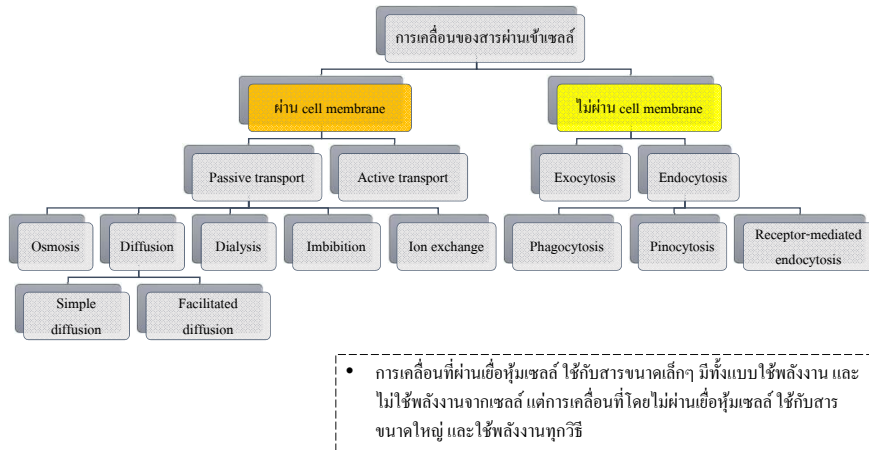 การเคลื่อนของสารผ่านเข้าเซลล์
ผ่าน cell membrane
ไม่ผ่าน cell membrane
Passive transport
Active transport
Exocytosis
Endocytosis
Osmosis
Diffusion
Dialysis
Imbibition
Ion exchange
Phagocytosis
Pinocytosis
Receptor-mediated
endocytosis
Simple
diffusion
Facilitated
diffusion
• การเคลื่อนที่ผ่านเยื่อหุ้มเซลล์ ใช้กับสารขนาดเล็กๆ มีทั้งแบบใช้พลังงาน และ
ไม่ใช้พลังงานจากเซลล์ แต่การเคลื่อนที่โดยไม่ผ่านเยื่อหุ้มเซลล์ ใช้กับสาร
ขนาดใหญ่ และใช้พลังงานทุกวิธี